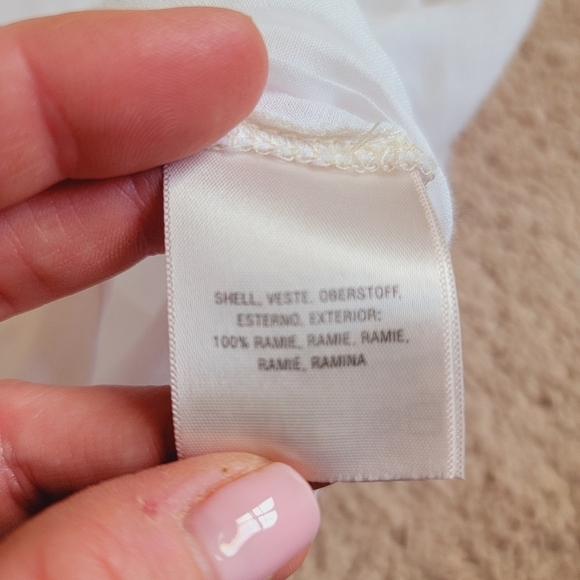 SHELL, VESTE, OBERSTOFF,
ESTERNO, EXTERIOR:
100% RAMIE, RAMIE, RAMIE,
RAMIE, RAMINA